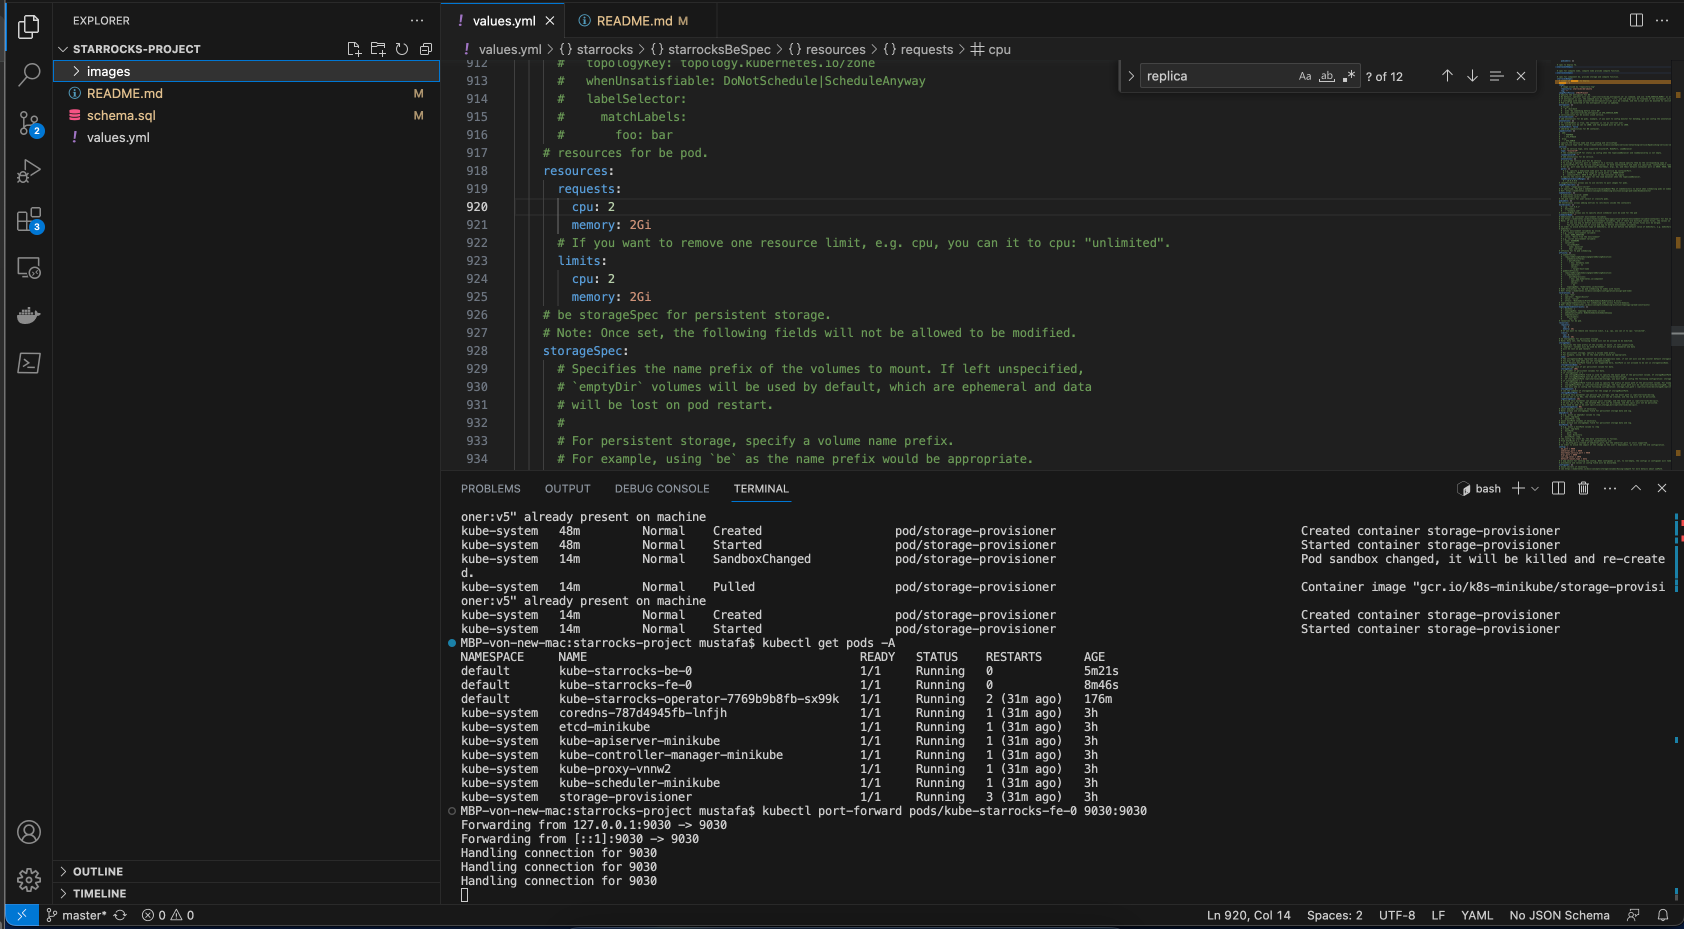 EXPLORER
STARROCKS-PROJECT
images
README.md M
schema.sql M
values.yml
OUTLINE
TIMELINE
2
3
values.yml README.md M
values.yml > {} starrocks > {} starrocksBeSpec > {} resources > {} requests > # cpu
replica Aa ab .* ? of 12
912 # topologyKey: topology.kubernetes.io/zone
913 # whenUnsatisfiable: DoNotSchedule|ScheduleAnyway
914 # labelSelector:
915 # matchLabels:
916 # foo: bar
917 # resources for be pod.
918 resources:
919 requests:
920 cpu: 2
921 memory: 2Gi
922 # If you want to remove one resource limit, e.g. cpu, you can it to cpu: "unlimited".
923 limits:
924 cpu: 2
925 memory: 2Gi
926 # be storageSpec for persistent storage.
927 # Note: Once set, the following fields will not be allowed to be modified.
928 storageSpec:
929 # Specifies the name prefix of the volumes to mount. If left unspecified,
930 # `emptyDir` volumes will be used by default, which are ephemeral and data
931 # will be lost on pod restart.
932 #
933 # For persistent storage, specify a volume name prefix.
934 # For example, using `be` as the name prefix would be appropriate.
PROBLEMS OUTPUT DEBUG CONSOLE TERMINAL bash
oner:v5" already present on machine
kube-system 48m Normal Created pod/storage-provisioner Created container storage-provisioner
kube-system 48m Normal Started pod/storage-provisioner Started container storage-provisioner
kube-system 14m Normal SandboxChanged pod/storage-provisioner Pod sandbox changed, it will be killed and re-create
d.
kube-system 14m Normal Pulled pod/storage-provisioner Container image "gcr.io/k8s-minikube/storage-provisi
oner:v5" already present on machine
kube-system 14m Normal Created pod/storage-provisioner Created container storage-provisioner
kube-system 14m Normal Started pod/storage-provisioner Started container storage-provisioner
MBP-von-new-mac:starrocks-project mustafa$ kubectl get pods -A
NAMESPACE NAME READY STATUS RESTARTS AGE
default kube-starrocks-be-0 1/1 Running 0 5m21s
default kube-starrocks-fe-0 1/1 Running 0 8m46s
default kube-starrocks-operator-7769b9b8fb-sx99k 1/1 Running 2 (31m ago) 176m
kube-system coredns-787d4945fb-lnfjh 1/1 Running 1 (31m ago) 3h
kube-system etcd-minikube 1/1 Running 1 (31m ago) 3h
kube-system kube-apiserver-minikube 1/1 Running 1 (31m ago) 3h
kube-system kube-controller-manager-minikube 1/1 Running 1 (31m ago) 3h
kube-system kube-proxy-vnnw2 1/1 Running 1 (31m ago) 3h
kube-system kube-scheduler-minikube 1/1 Running 1 (31m ago) 3h
kube-system storage-provisioner 1/1 Running 3 (31m ago) 3h
MBP-von-new-mac:starrocks-project mustafa$ kubectl port-forward pods/kube-starrocks-fe-0 9030:9030
Forwarding from 127.0.0.1:9030 -> 9030
Forwarding from [::1]:9030 -> 9030
Handling connection for 9030
Handling connection for 9030
Handling connection for 9030
master* 0 0 Ln 920, Col 14 Spaces: 2 UTF-8 LF YAML No JSON Schema